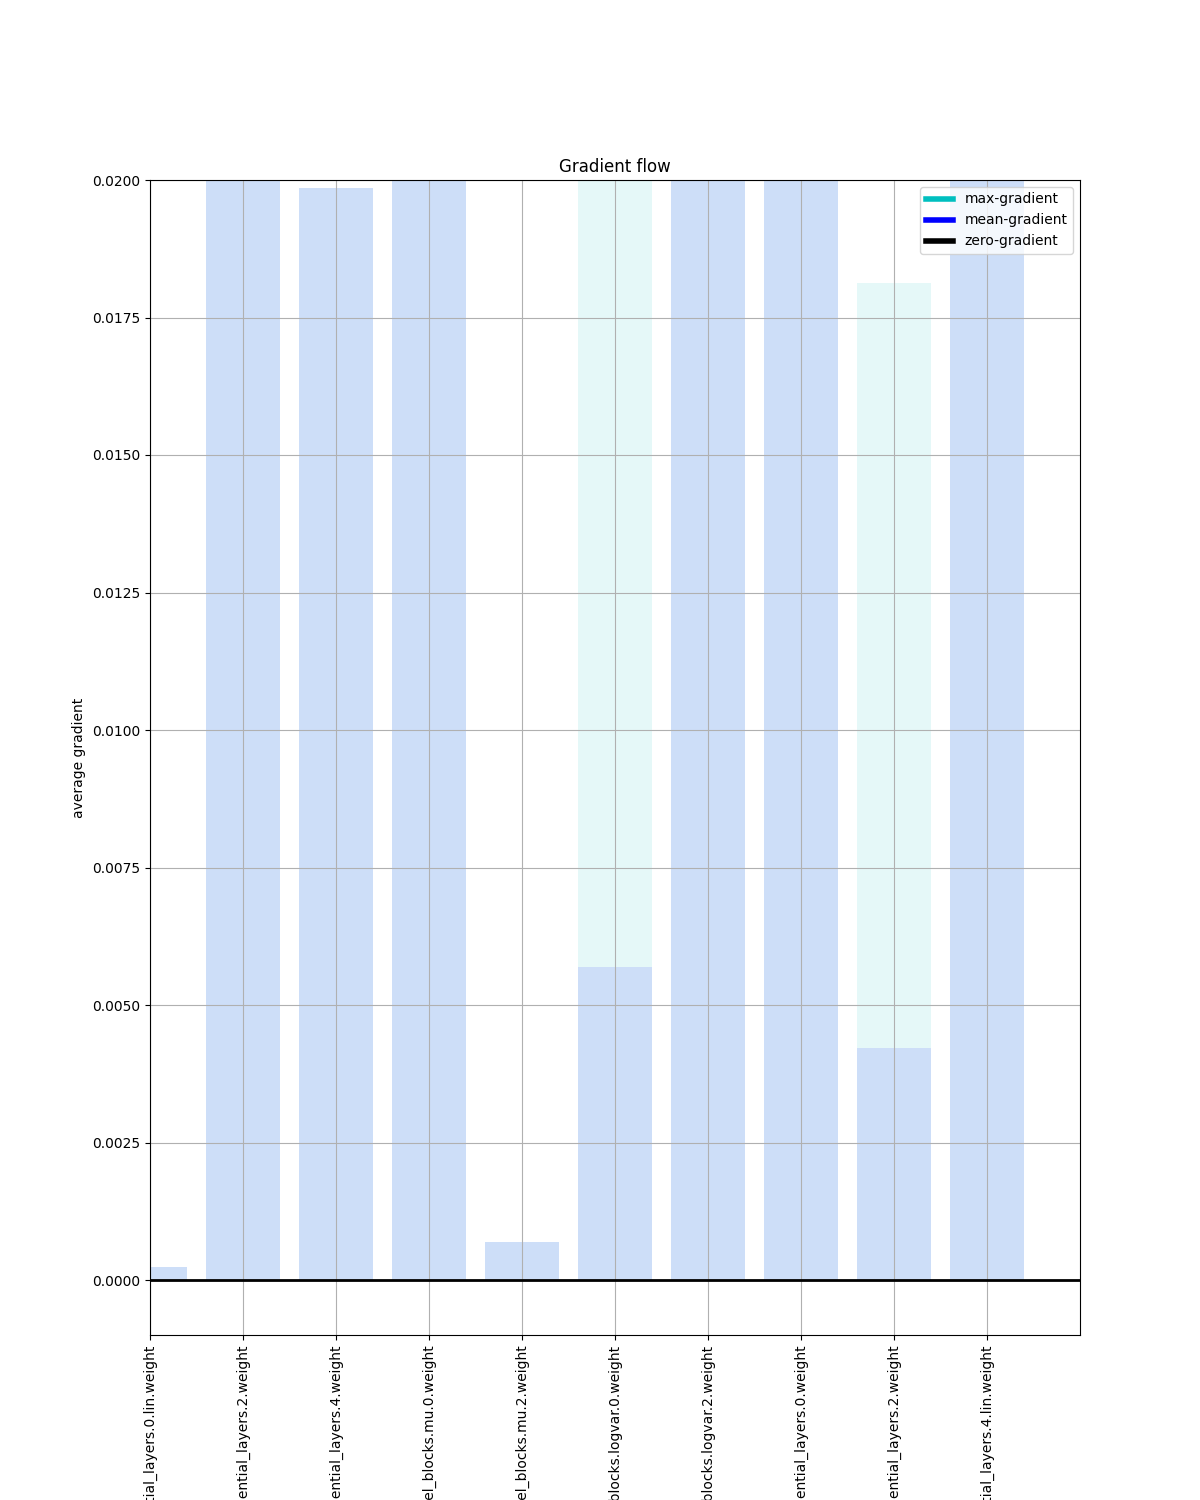 Gradient flow
max-gradient
mean-gradient
zero-gradient
0.0200
0.0175
0.0150
0.0125
0.0100
0.0075
0.0050
0.0025
0.0000
average gradient
tial_layers.0.lin.weight
ential_layers.2.weight
ential_layers.4.weight
el_blocks.mu.0.weight
el_blocks.mu.2.weight
blocks.logvar.0.weight
blocks.logvar.2.weight
ential_layers.0.weight
ential_layers.2.weight
tial_layers.4.lin.weight